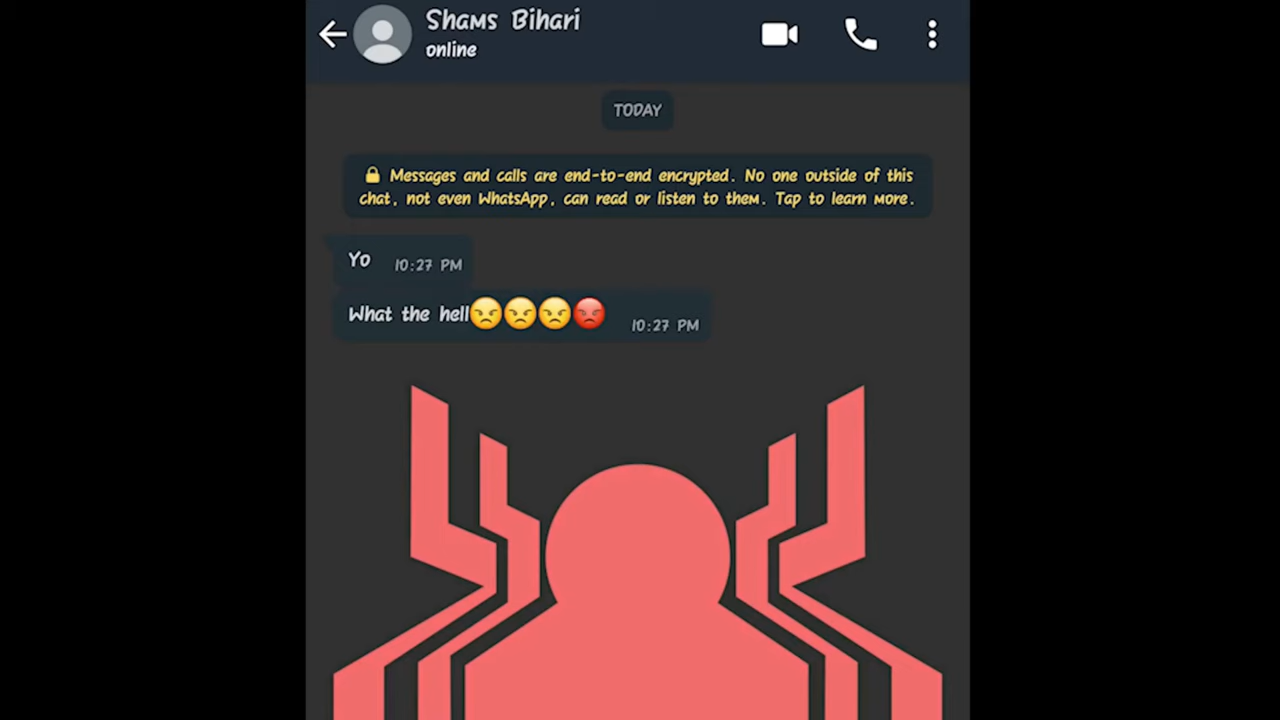 Shams Bihari
online
TODAY
🔒 Messages and calls are end-to-end encrypted. No one outside of this
chat, not even WhatsApp, can read or listen to them. Tap to learn more.
Yo 10:27 PM
What the hell😒😒😒😡 10:27 PM